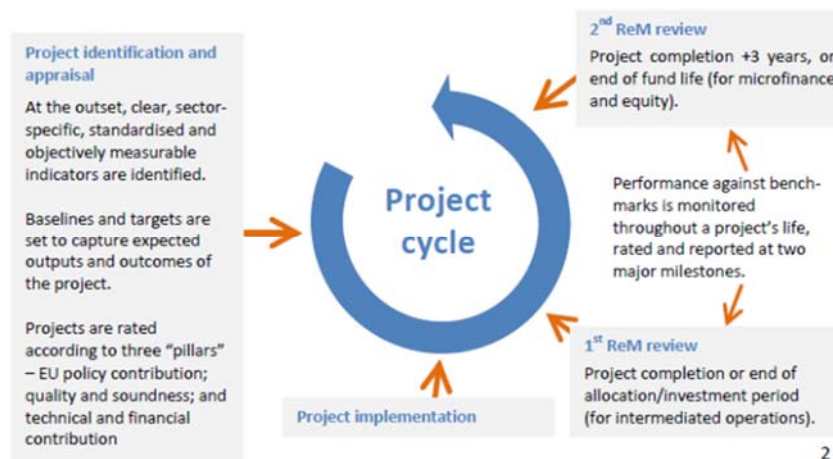 Project identification and
appraisal
At the outset, clear, sector-
specific, standardised and
objectively measurable
indicators are identified.
Baselines and targets are
set to capture expected
outputs and outcomes of
the project.
Projects are rated
according to three “pillars”
– EU policy contribution;
quality and soundness; and
technical and financial
contribution
Project
cycle
Project implementation
1st ReM review
Project completion or end of
allocation/investment period
(for intermediated operations).
Performance against bench-
marks is monitored
throughout a project’s life,
rated and reported at two
major milestones.
2nd ReM review
Project completion +3 years, or
end of fund life (for microfinance
and equity).
2